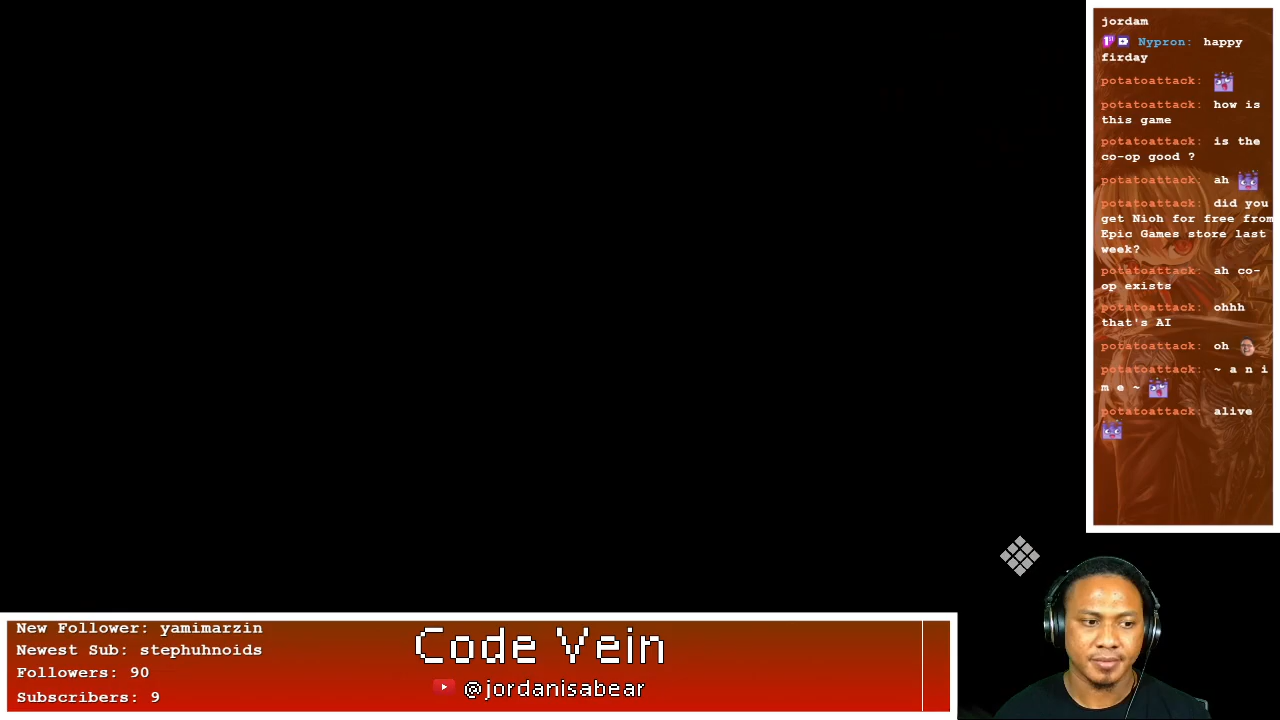 jordam
Nypron: happy
firday
potatoattack:
potatoattack: how is
this game
potatoattack: is the
co-op good ?
potatoattack: ah
potatoattack: did you
get Nioh for free from
Epic Games store last
week?
potatoattack: ah co-
op exists
potatoattack: ohhh
that's AI
potatoattack: oh
potatoattack: ~ a n i
m e ~
potatoattack: alive
New Follower: yamimarzin
Newest Sub: stephuhnoids
Followers: 90
Subscribers: 9
Code Vein
@jordanisabear